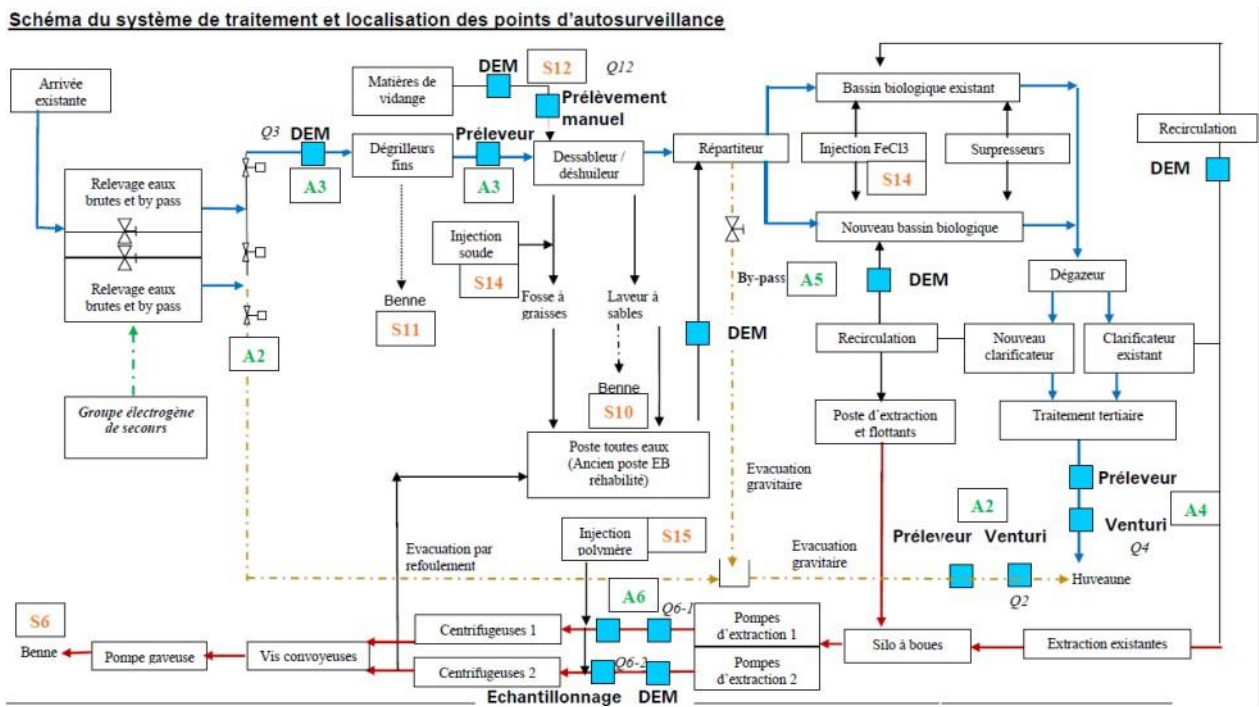 Schéma du système de traitement et localisation des points d'autosurveillance
Arrivée
existante
Matières de
vidange
DEM
S12
Q12
Prélèvement
manuel
Bassin biologique existant
Recirculation
DEM
Q3
DEM
A3
Dégrilleurs
fins
Préleveur
A3
Dessableur /
déshuileur
Répartiteur
Injection FeCl3
S14
Surpresseurs
Relevage eaux
brutes et by pass
Relevage eaux
brutes et by pass
Nouveau bassin biologique
Injection
soude
S14
Benne
S11
Fosse à
graisses
Laveur à
sables
By-pass
A5
DEM
Dégazeur
A2
DEM
Recirculation
Nouveau
clarificateur
Clarificateur
existant
Benne
S10
Groupe électrogène
de secours
Poste d'extraction
et flottants
Traitement tertiaire
Poste toutes eaux
(Ancien poste EB
réhabilité)
Evacuation
gravitaire
Préleveur
A2
A4
Préleveur Venturi
Venturi
Q4
Injection
polymère
S15
Evacuation par
refoulement
Evacuation
gravitaire
Huveaune
Q2
A6
Q6-1
S6
Benne
Pompe gaveuse
Vis convoyeuses
Centrifugeuses 1
Pompes
d'extraction 1
Silo à boues
Extraction existantes
Centrifugeuses 2
Q6-2
Pompes
d'extraction 2
Echantillonnage DEM